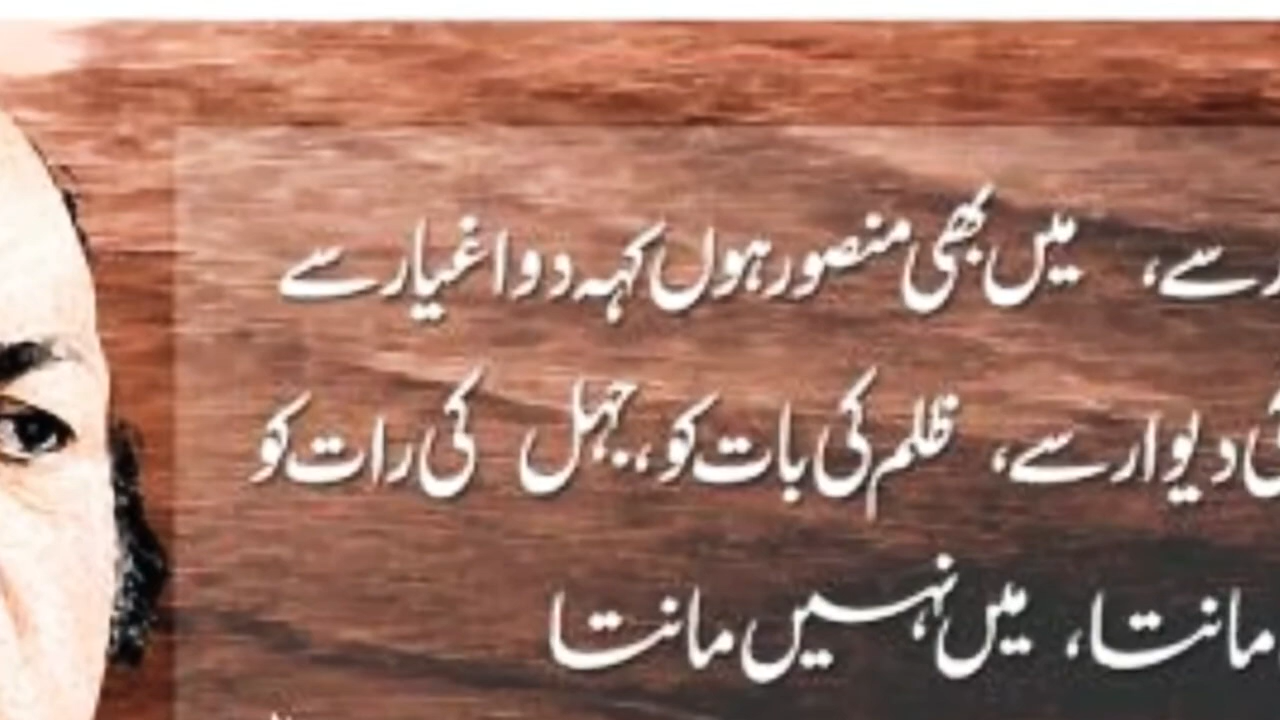 سے، میں بھی منصور ہوں کہہ دو اغیار سے
دیوار سے، ظلم کی بات کو، جہل کی رات کو
مانتا، میں نہیں مانتا